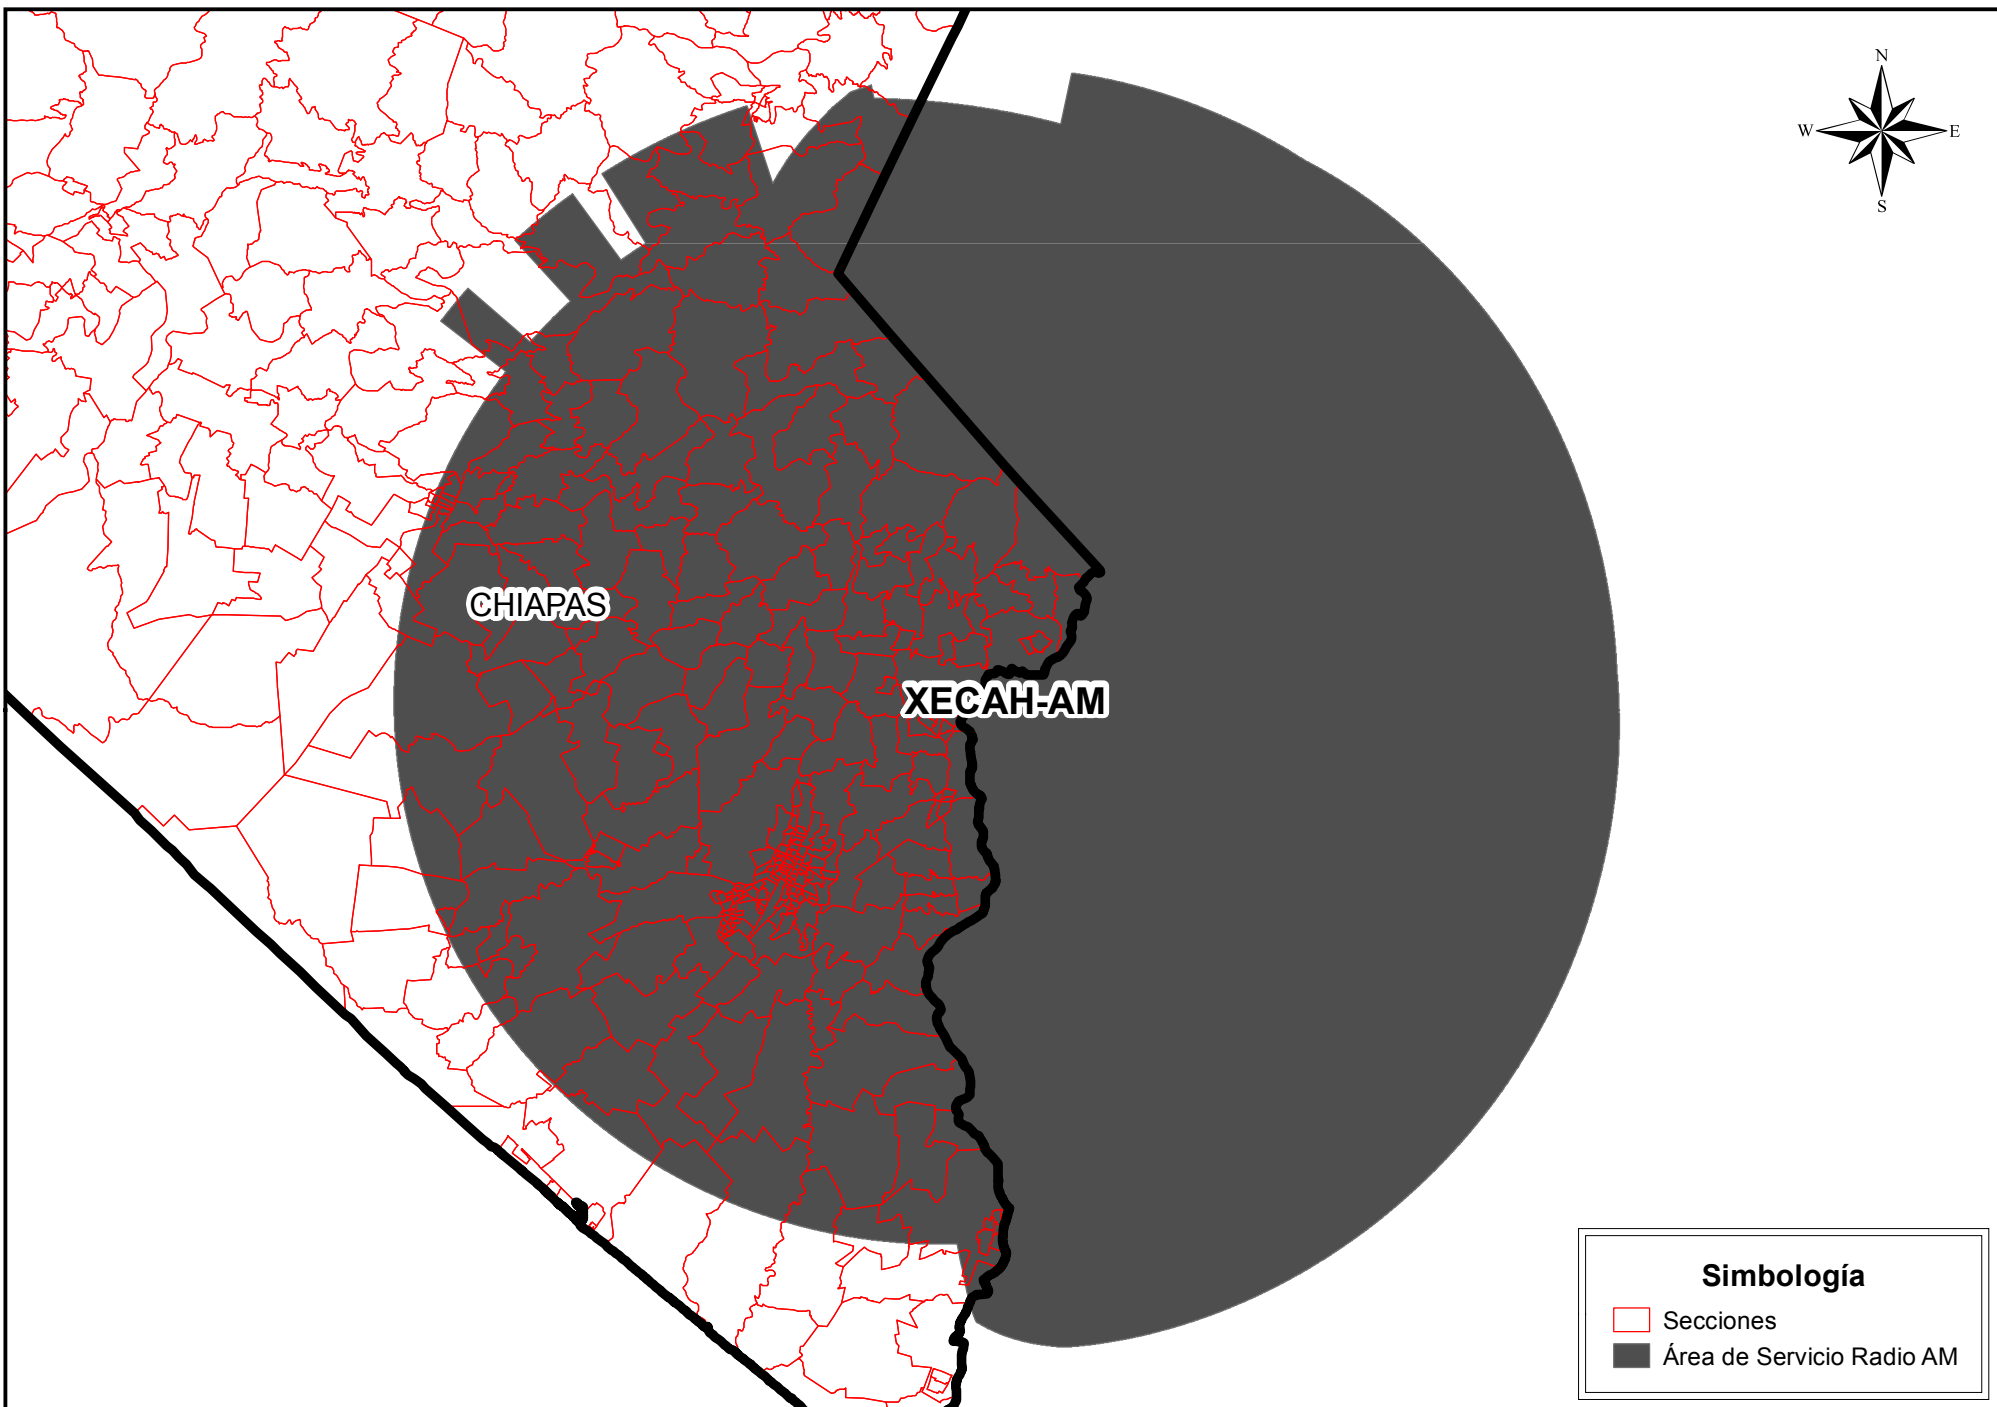 N
W E
S
CHIAPAS
XECAH-AM
Simbología
Secciones
Área de Servicio Radio AM